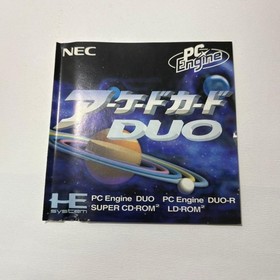 NEC
PC Engine
アーケードカード
DUO
HE system
PC Engine DUO PC Engine DUO-R
SUPER CD-ROM² LD-ROM²